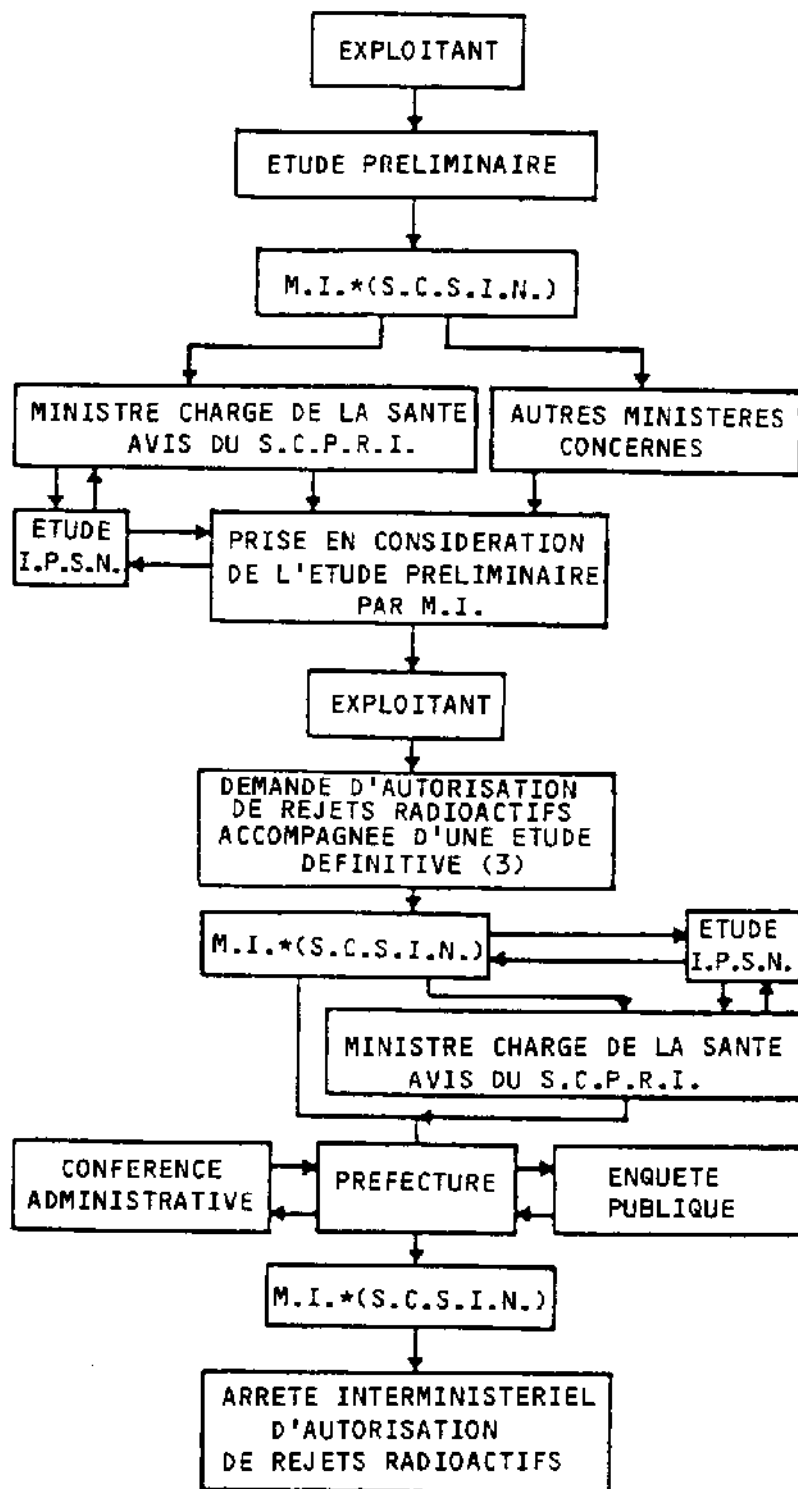 EXPLOITANT
ETUDE PRELIMINAIRE
M.I.*(S.C.S.I.N.)
MINISTRE CHARGE DE LA SANTE
AVIS DU S.C.P.R.I.
AUTRES MINISTERES
CONCERNES
ETUDE
I.P.S.N.
PRISE EN CONSIDERATION
DE L'ETUDE PRELIMINAIRE
PAR M.I.
EXPLOITANT
DEMANDE D'AUTORISATION
DE REJETS RADIOACTIFS
ACCOMPAGNEE D'UNE ETUDE
DEFINITIVE (3)
M.I.*(S.C.S.I.N.)
ETUDE
I.P.S.N.
MINISTRE CHARGE DE LA SANTE
AVIS DU S.C.P.R.I.
CONFERENCE
ADMINISTRATIVE
PREFECTURE
ENQUETE
PUBLIQUE
M.I.*(S.C.S.I.N.)
ARRETE INTERMINISTERIEL
D'AUTORISATION
DE REJETS RADIOACTIFS